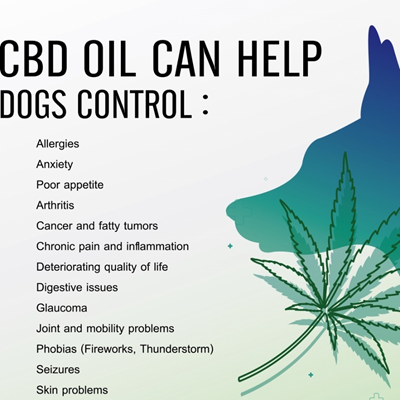 CBD OIL CAN HELP
DOGS CONTROL :
Allergies
Anxiety
Poor appetite
Arthritis
Cancer and fatty tumors
Chronic pain and inflammation
Deteriorating quality of life
Digestive issues
Glaucoma
Joint and mobility problems
Phobias (Fireworks, Thunderstorm)
Seizures
Skin problems